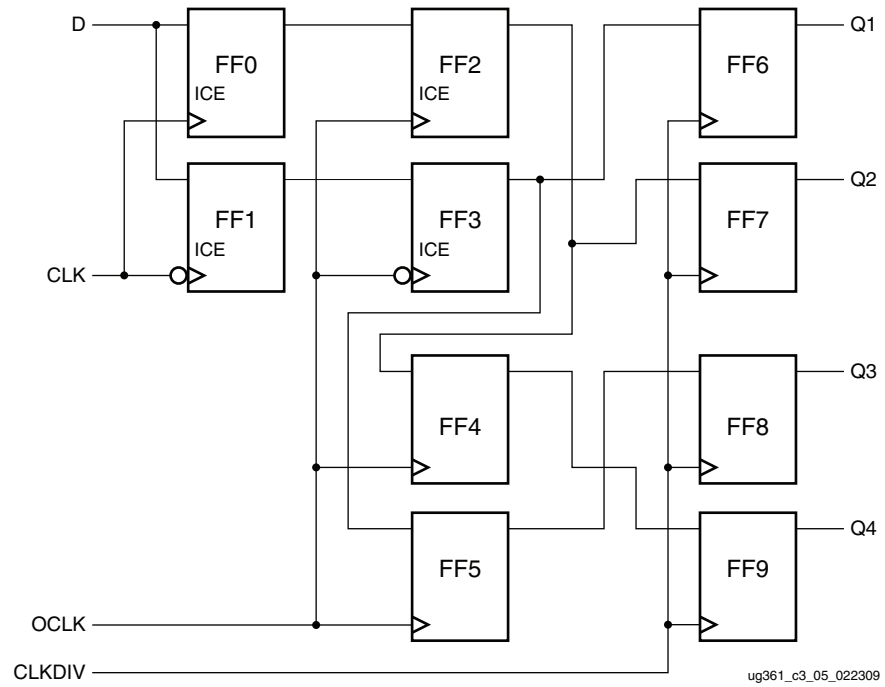 D
FF0
ICE
FF2
ICE
FF6
Q1
FF1
ICE
FF3
ICE
FF7
Q2
CLK
FF4
FF8
Q3
FF5
FF9
Q4
OCLK
CLKDIV
ug361_c3_05_022309